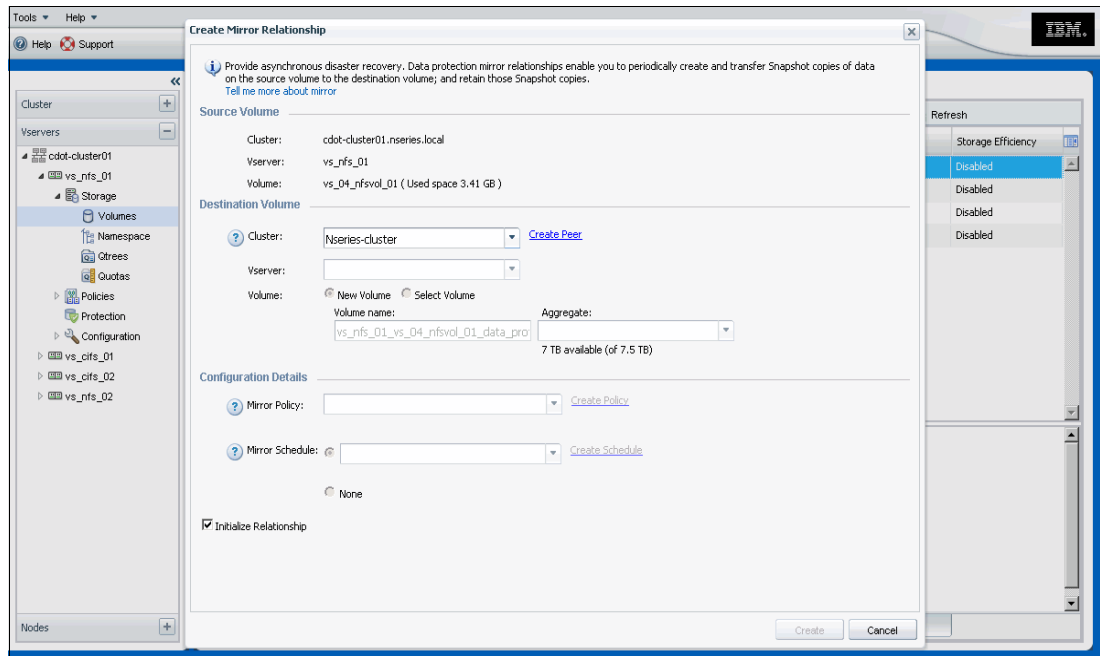 Tools Help
Help Support
IBM.
Cluster
Vservers
cdot-cluster01
vs_nfs_01
Storage
Volumes
Namespace
Qtrees
Quotas
Policies
Protection
Configuration
vs_cifs_01
vs_cifs_02
vs_nfs_02
Nodes
Create Mirror Relationship
Provide asynchronous disaster recovery. Data protection mirror relationships enable you to periodically create and transfer Snapshot copies of data
on the source volume to the destination volume; and retain those Snapshot copies.
Tell me more about mirror
Source Volume
Cluster: cdot-cluster01.nseries.local
Vserver: vs_nfs_01
Volume: vs_04_nfsvol_01 ( Used space 3.41 GB )
Destination Volume
Cluster: Nseries-cluster Create Peer
Vserver:
Volume: New Volume Select Volume
Volume name: Aggregate:
vs_nfs_01_vs_04_nfsvol_01_data_pro
7 TB available (of 7.5 TB)
Configuration Details
Mirror Policy: Create Policy
Mirror Schedule: Create Schedule
None
Initialize Relationship
Create Cancel
Refresh
Storage Efficiency
Disabled
Disabled
Disabled
Disabled